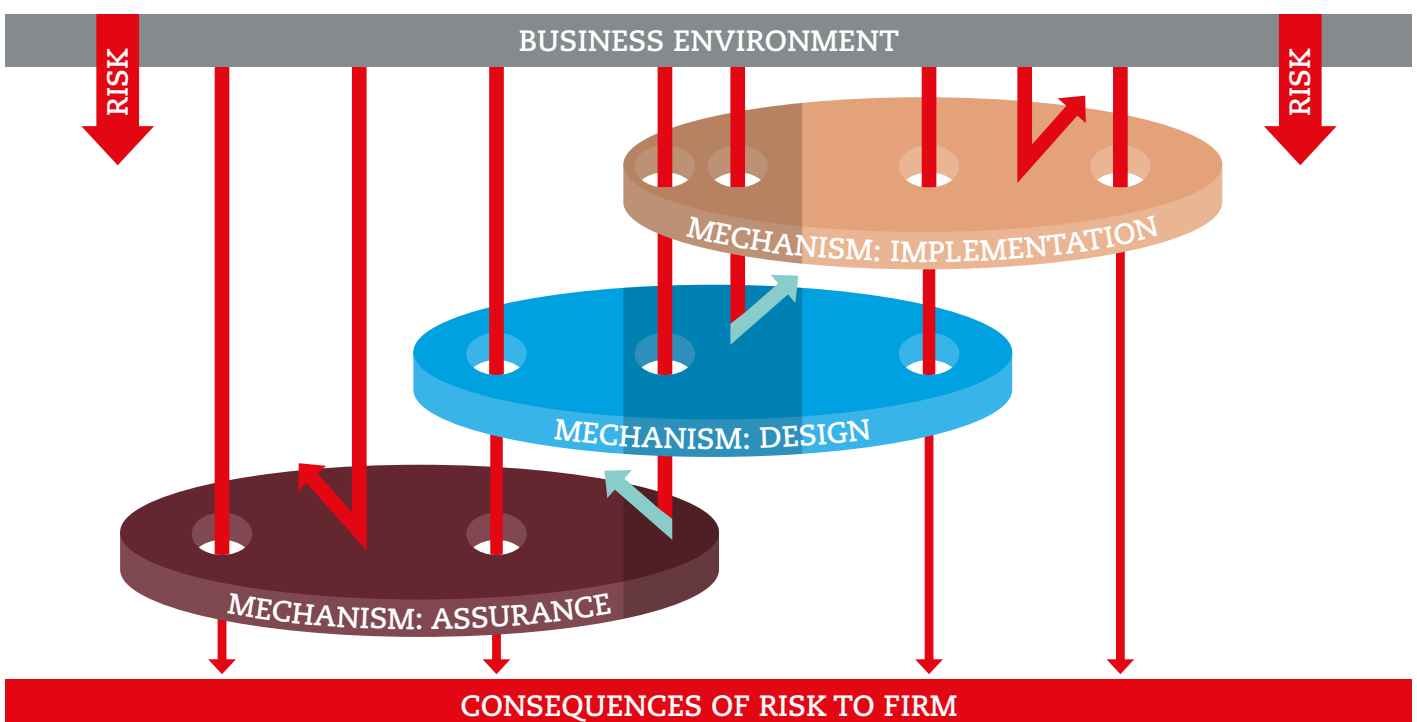 BUSINESS ENVIRONMENT
RISK
RISK
MECHANISM: IMPLEMENTATION
MECHANISM: DESIGN
MECHANISM: ASSURANCE
CONSEQUENCES OF RISK TO FIRM